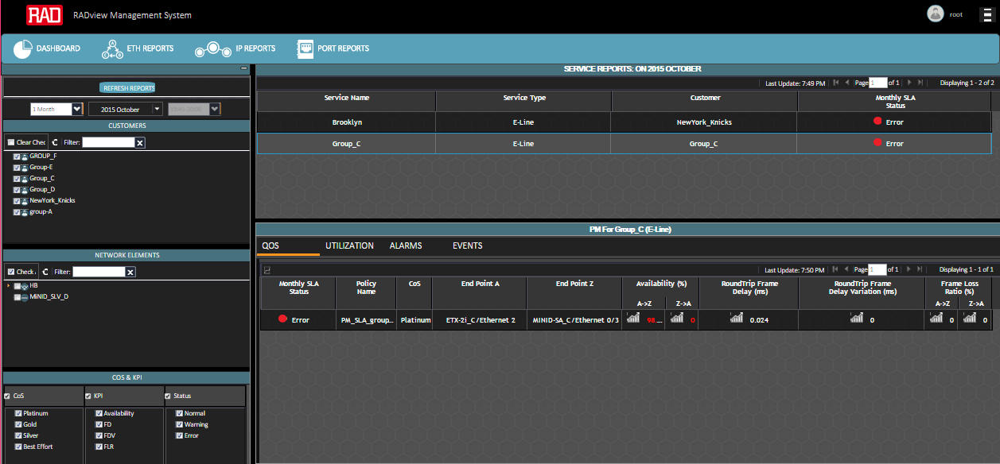 RAD RADview Management System root
DASHBOARD ETH REPORTS IP REPORTS PORT REPORTS
REFRESH REPORTS
1 Month 2015 October
CUSTOMERS
Clear Chec Filter:
GROUP_F
Group-E
Group_C
Group_D
NewYork_Knicks
group-A
NETWORK ELEMENTS
Check Filter:
HB
MiNID_SLV_D
COS & KPI
CoS KPI Status
Platinum Availability Normal
Gold FD Warning
Silver FDV Error
Best Effort FLR
SERVICE REPORTS: ON 2015 OCTOBER
Last Update: 7:49 PM Page 1 of 1 Displaying 1 - 2 of 2
Service Name Service Type Customer Monthly SLA
Status
Brooklyn E-Line NewYork_Knicks Error
Group_C E-Line Group_C Error
PM For Group_C (E-Line)
QOS UTILIZATION ALARMS EVENTS
Last Update: 7:50 PM Page 1 of 1 Displaying 1 - 1 of 1
Monthly SLA Policy CoS End Point A End Point Z Availability (%) RoundTrip Frame RoundTrip Frame Frame Loss
Status Name Delay (ms) Delay Variation (ms) Ratio (%)
A->Z Z->A A->Z Z->A
Error PM_SLA_group... Platinum ETX-2i_C/Ethernet 2 MINID-SA_C/Ethernet 0/3 98.... 0 0.024 0 0 0